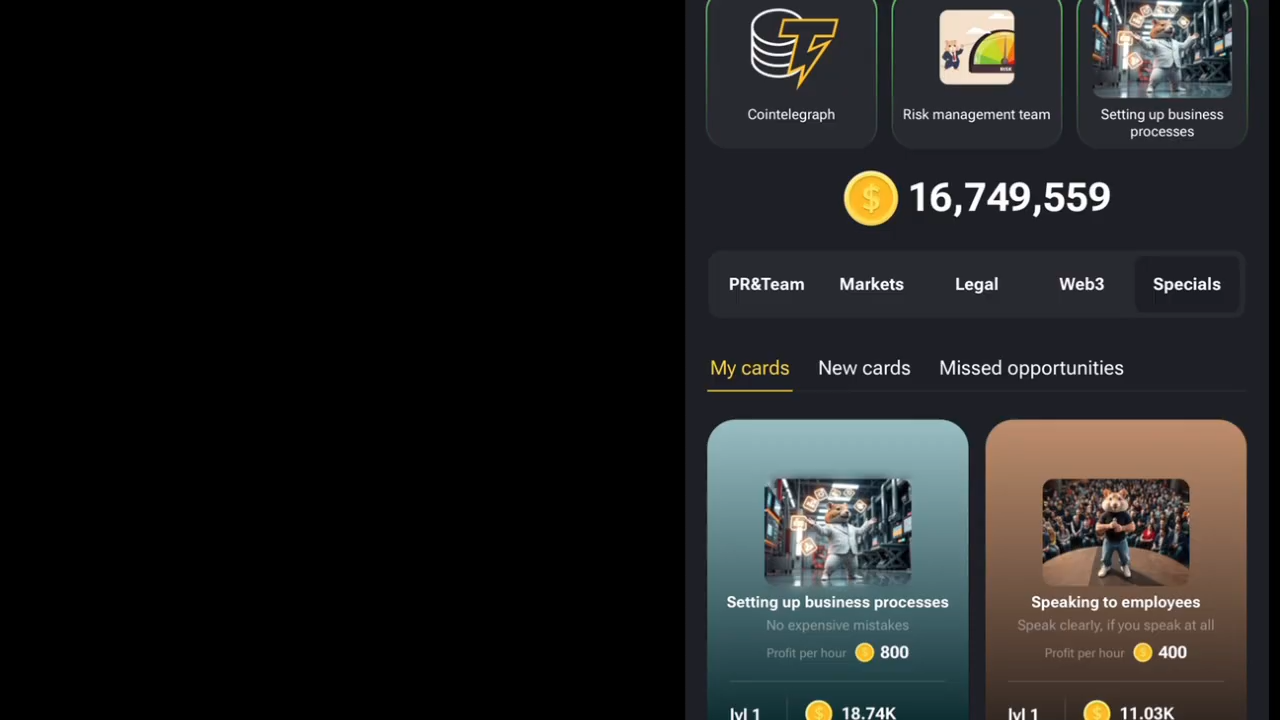 Cointelegraph
Risk management team
Setting up business
processes
16,749,559
PR&Team
Markets
Legal
Web3
Specials
My cards
New cards
Missed opportunities
Setting up business processes
No expensive mistakes
Profit per hour 800
lvl 1
18.74K
Speaking to employees
Speak clearly, if you speak at all
Profit per hour 400
lvl 1
11.03K